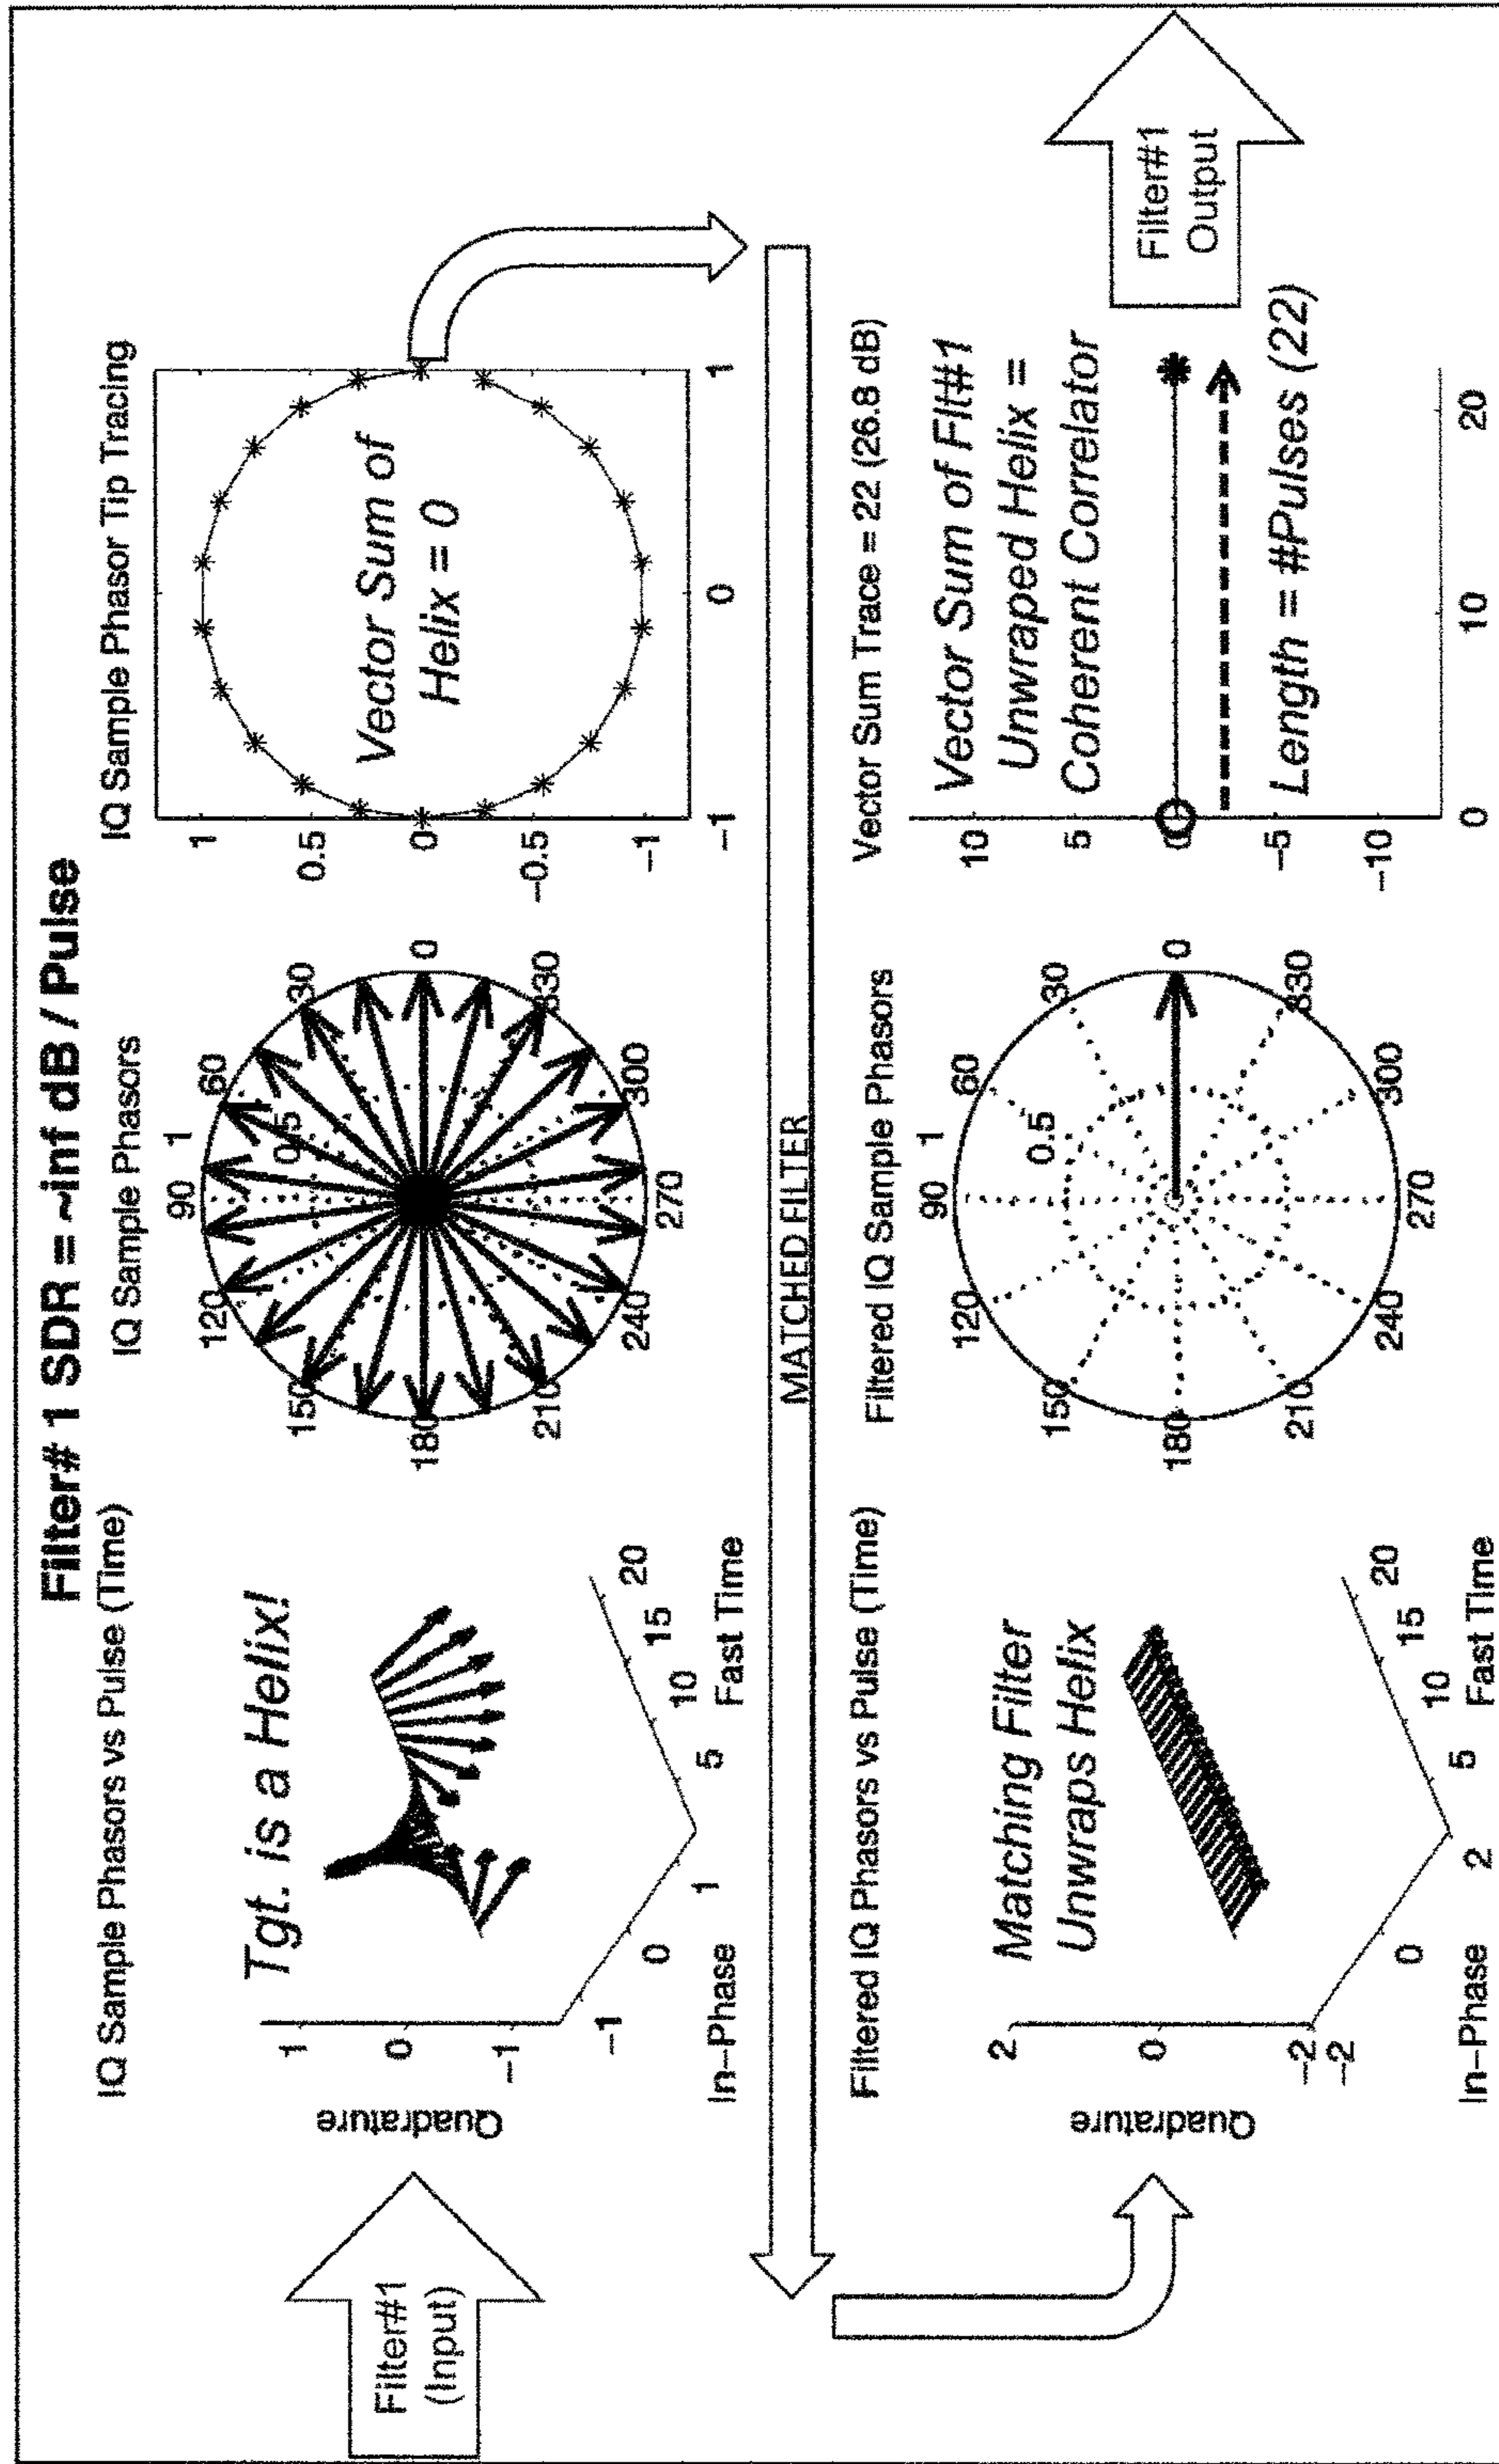 Filter# 1 SDR = ~inf dB / Pulse
Filter#1
(Input)
IQ Sample Phasors vs Pulse (Time)
Tgt. is a Helix!
Quadrature
1
0
−1
In−Phase
−1
0
1
5
10
15
20
Fast Time
IQ Sample Phasors
90
1
120
60
0.5
150
30
180
0
210
330
240
300
270
IQ Sample Phasor Tip Tracing
1
0.5
0
−0.5
−1
−1
0
1
Vector Sum of
Helix = 0
MATCHED FILTER
Filtered IQ Phasors vs Pulse (Time)
Matching Filter
Unwraps Helix
Quadrature
2
0
−2
−2
0
2
In−Phase
5
10
15
20
Fast Time
Filtered IQ Sample Phasors
90
1
120
60
0.5
150
30
180
0
210
330
240
300
270
Vector Sum Trace = 22 (26.8 dB)
Vector Sum of Flt#1
Unwraped Helix =
Coherent Correlator
10
5
0
−5
−10
Length = #Pulses (22)
0
10
20
Filter#1
Output